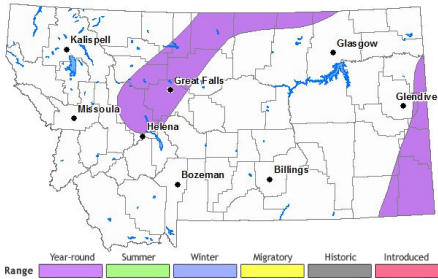 Kalispell
Glasgow
Great Falls
Glendive
Missoula
Helena
Bozeman
Billings
Year-round Summer Winter Migratory Historic Introduced
Range